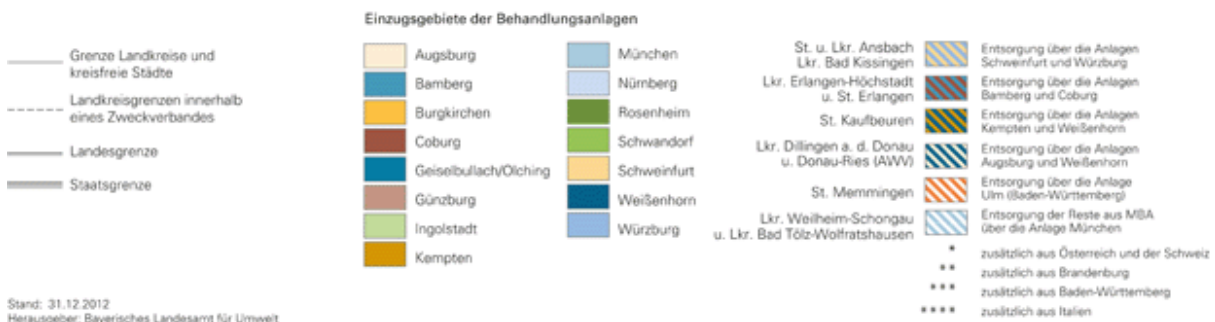 Einzugsgebiete der Behandlungsanlagen
Grenze Landkreise und
kreisfreie Städte
Landkreisgrenzen innerhalb
eines Zweckverbandes
Landesgrenze
Staatsgrenze
Augsburg
Bamberg
Burgkirchen
Coburg
Geiselbullach/Olching
Günzburg
Ingolstadt
Kempten
München
Nürnberg
Rosenheim
Schwandorf
Schweinfurt
Weißenhorn
Würzburg
St. u. Lkr. Ansbach
Lkr. Bad Kissingen
Entsorgung über die Anlagen
Schweinfurt und Würzburg
Lkr. Erlangen-Höchstadt
u. St. Erlangen
Entsorgung über die Anlagen
Bamberg und Coburg
St. Kaufbeuren
Entsorgung über die Anlagen
Kempten und Weißenhorn
Lkr. Dillingen a. d. Donau
u. Donau-Ries (AWV)
Entsorgung über die Anlagen
Augsburg und Weißenhorn
St. Memmingen
Entsorgung über die Anlage
Ulm (Baden-Württemberg)
Lkr. Weilheim-Schongau
u. Lkr. Bad Tölz-Wolfratshausen
Entsorgung der Reste aus MBA
über die Anlage München
* zusätzlich aus Österreich und der Schweiz
** zusätzlich aus Brandenburg
*** zusätzlich aus Baden-Württemberg
**** zusätzlich aus Italien
Stand: 31.12.2012
Herausgeber: Bayerisches Landesamt für Umwelt